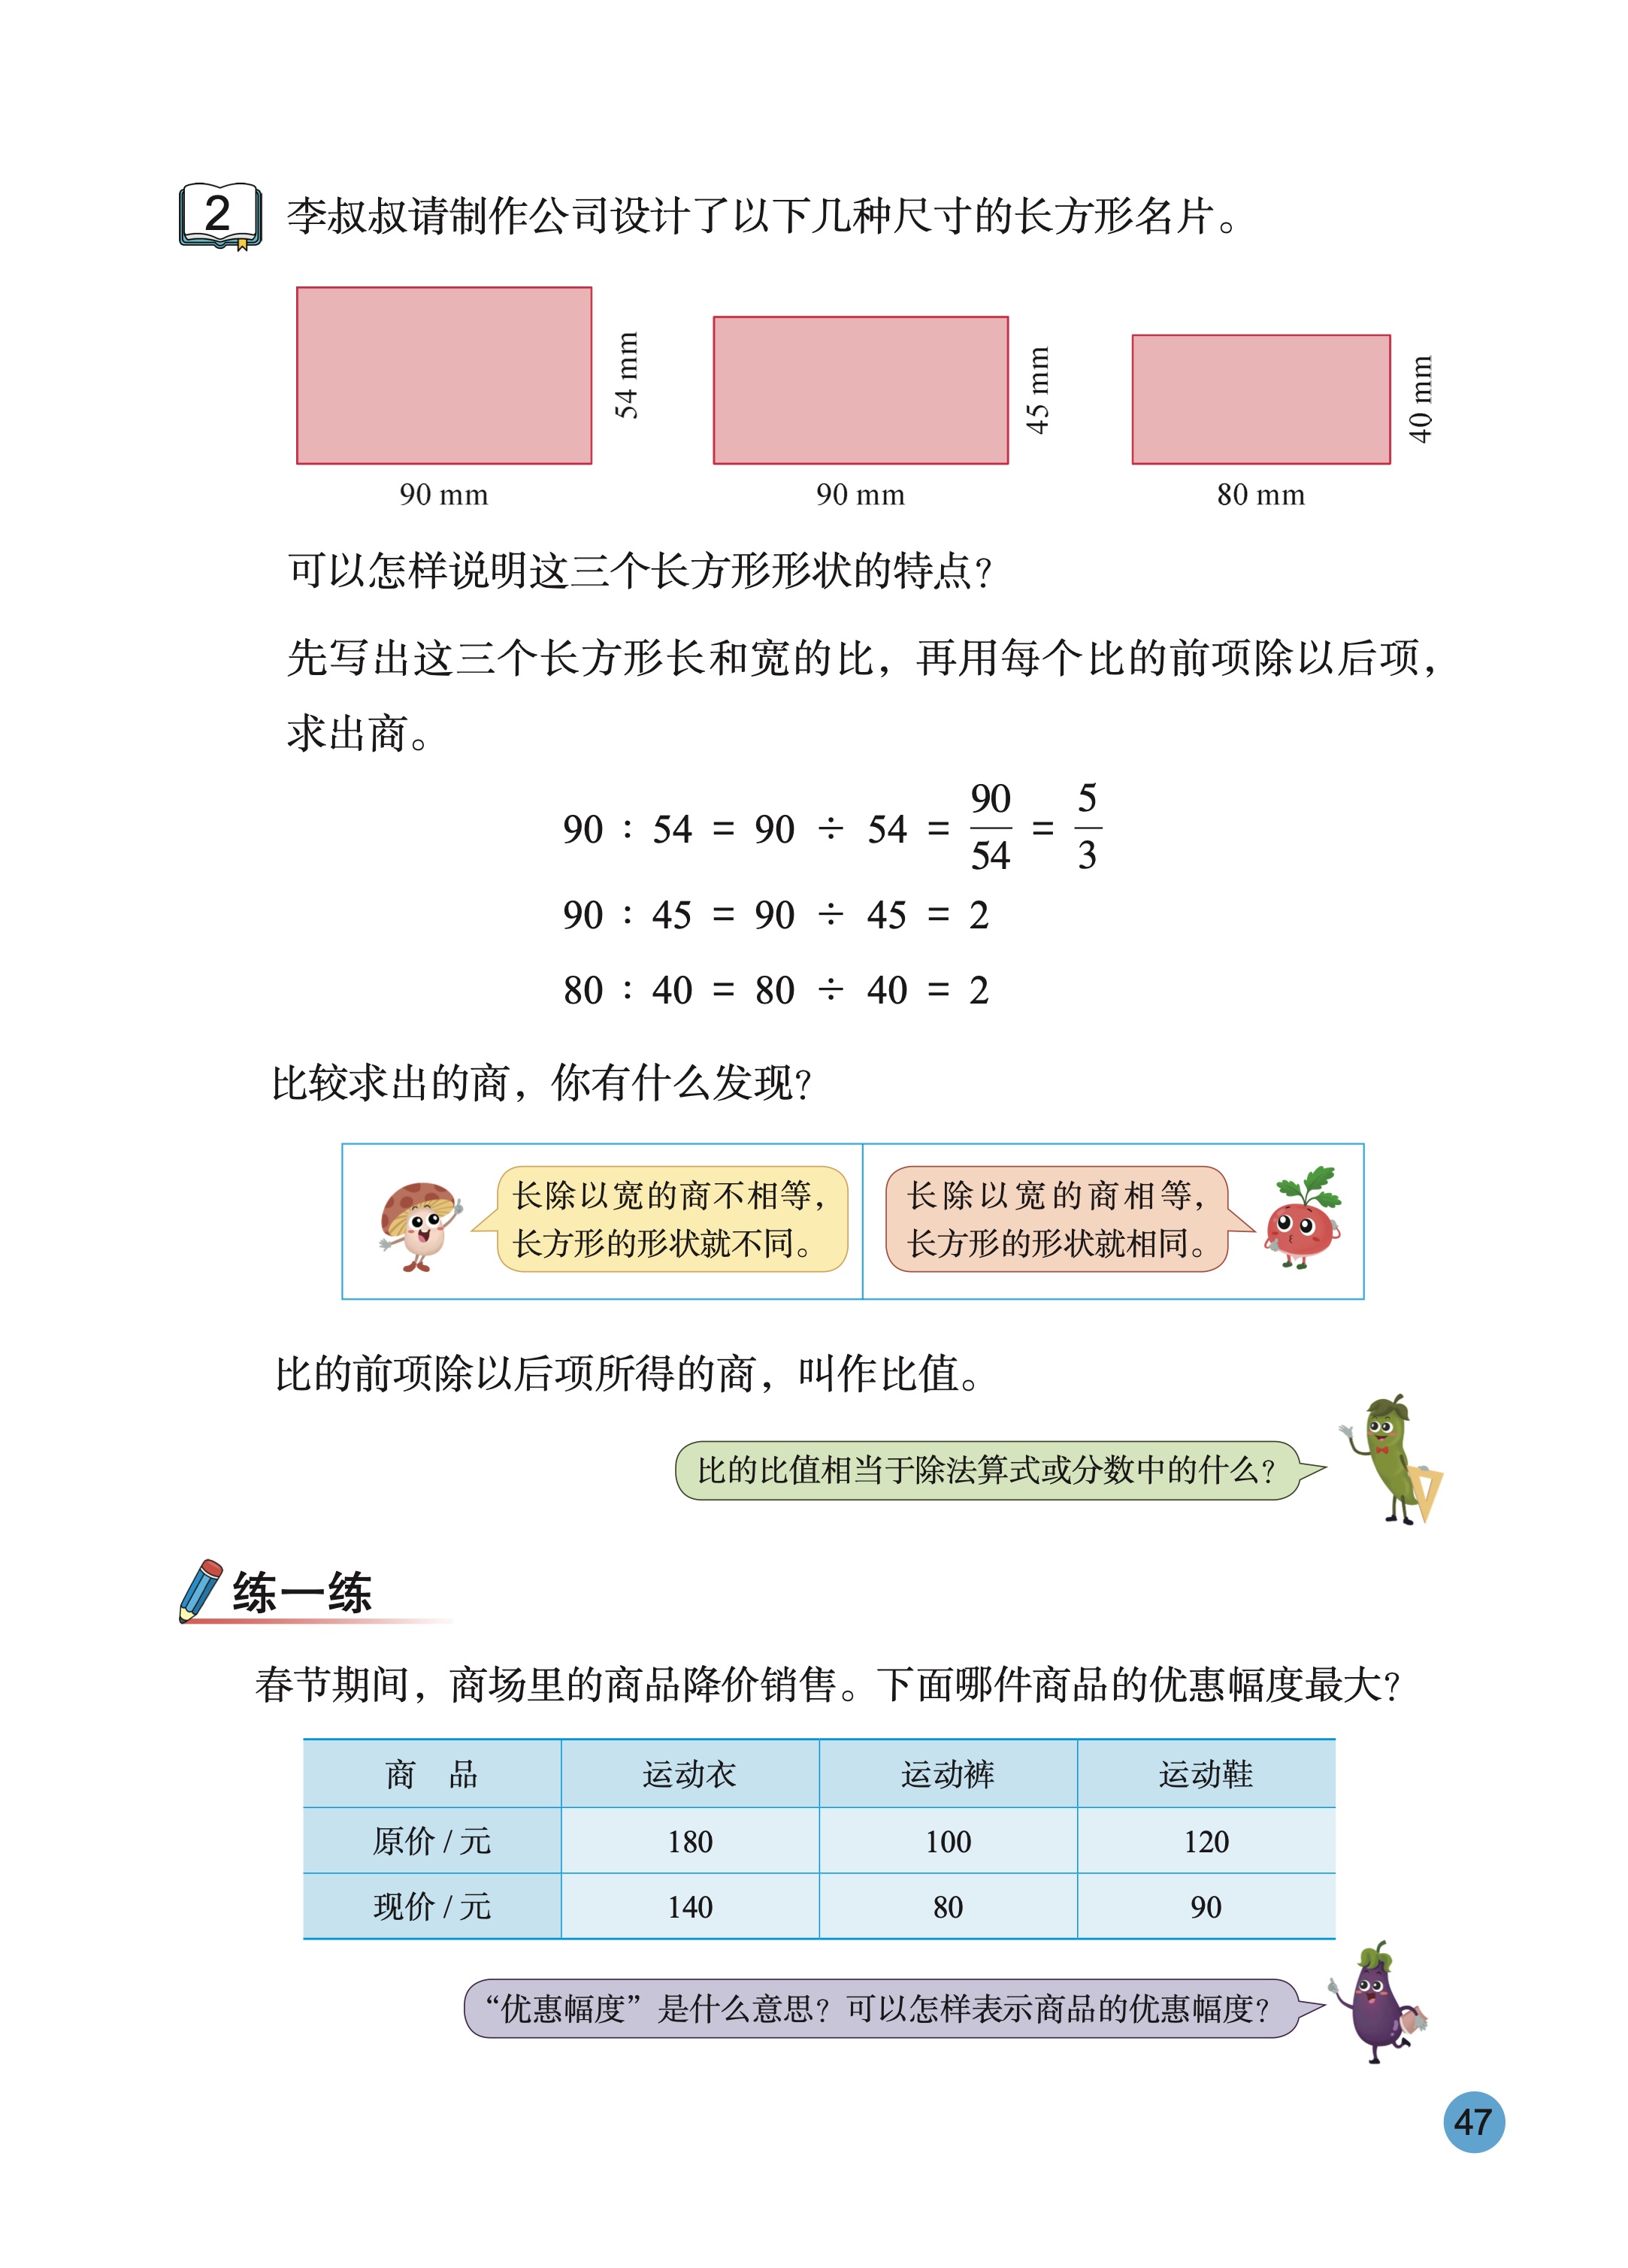 2 李叔叔请制作公司设计了以下几种尺寸的长方形名片。
54 mm
45 mm
40 mm
90 mm
90 mm
80 mm
可以怎样说明这三个长方形形状的特点？
先写出这三个长方形长和宽的比，再用每个比的前项除以后项，
求出商。
90 : 54 = 90 ÷ 54 = 90/54 = 5/3
90 : 45 = 90 ÷ 45 = 2
80 : 40 = 80 ÷ 40 = 2
比较求出的商，你有什么发现？
长除以宽的商不相等，
长方形的形状就不同。
长除以宽的商相等，
长方形的形状就相同。
比的前项除以后项所得的商，叫作比值。
比的比值相当于除法算式或分数中的什么？
练一练
春节期间，商场里的商品降价销售。下面哪件商品的优惠幅度最大？
商 品 运动衣 运动裤 运动鞋
原价 / 元 180 100 120
现价 / 元 140 80 90
“优惠幅度”是什么意思？可以怎样表示商品的优惠幅度？
47